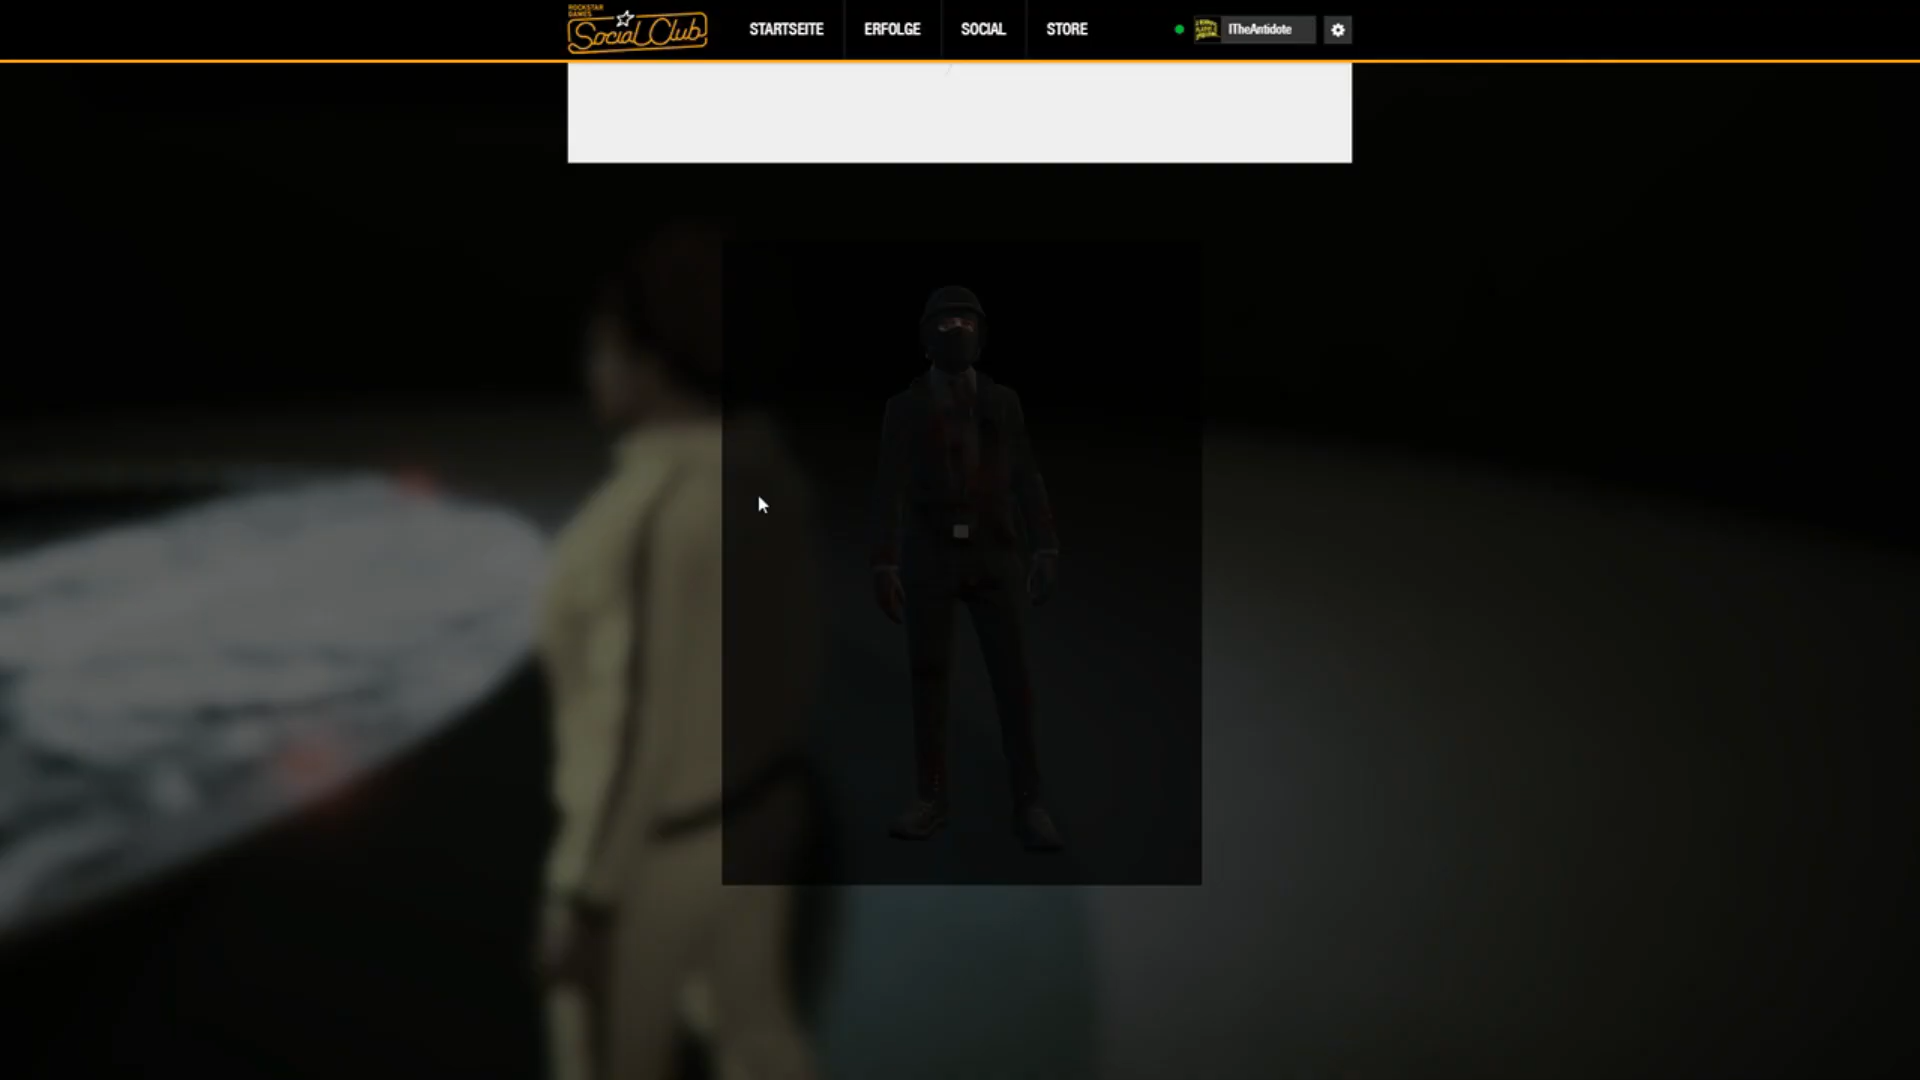 ROCKSTAR
GAMES
Social Club
STARTSEITE
ERFOLGE
SOCIAL
STORE
ITheAntidote